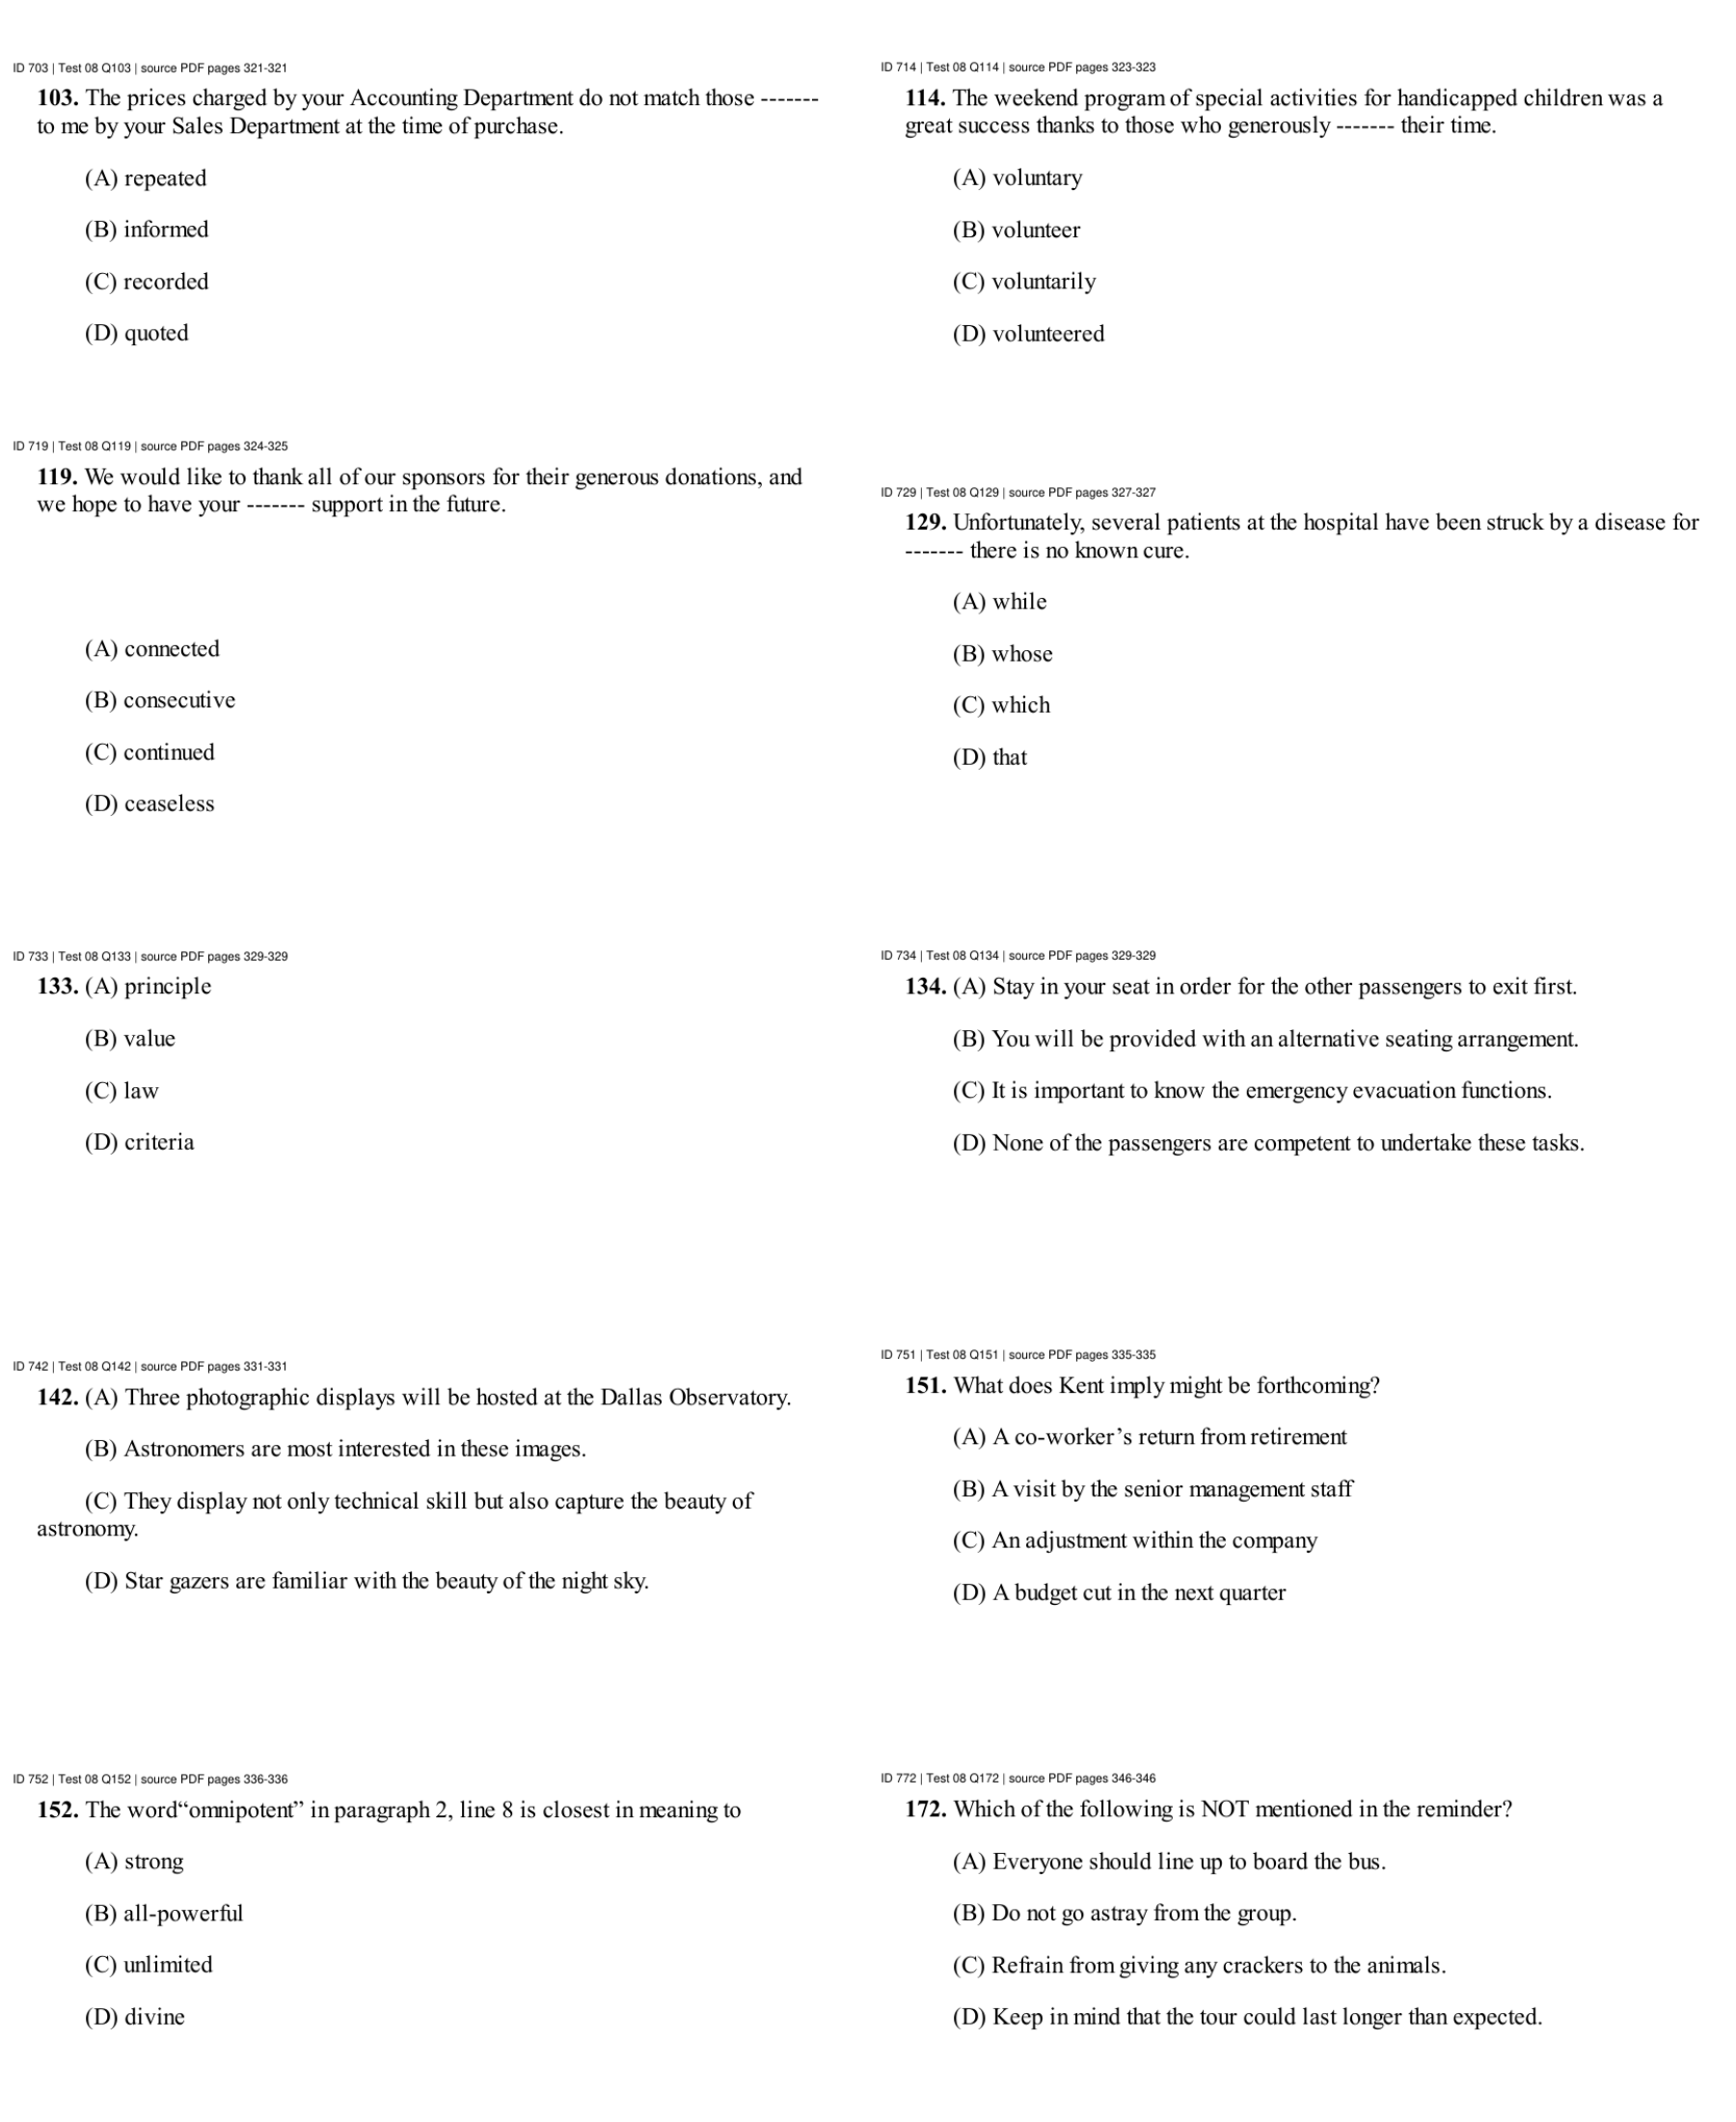 ID 703 | Test 08 Q103 | source PDF pages 321-321
103. The prices charged by your Accounting Department do not match those -------
to me by your Sales Department at the time of purchase.
(A) repeated
(B) informed
(C) recorded
(D) quoted
ID 714 | Test 08 Q114 | source PDF pages 323-323
114. The weekend program of special activities for handicapped children was a
great success thanks to those who generously ------- their time.
(A) voluntary
(B) volunteer
(C) voluntarily
(D) volunteered
ID 719 | Test 08 Q119 | source PDF pages 324-325
119. We would like to thank all of our sponsors for their generous donations, and
we hope to have your ------- support in the future.
(A) connected
(B) consecutive
(C) continued
(D) ceaseless
ID 729 | Test 08 Q129 | source PDF pages 327-327
129. Unfortunately, several patients at the hospital have been struck by a disease for
------- there is no known cure.
(A) while
(B) whose
(C) which
(D) that
ID 733 | Test 08 Q133 | source PDF pages 329-329
133. (A) principle
(B) value
(C) law
(D) criteria
ID 734 | Test 08 Q134 | source PDF pages 329-329
134. (A) Stay in your seat in order for the other passengers to exit first.
(B) You will be provided with an alternative seating arrangement.
(C) It is important to know the emergency evacuation functions.
(D) None of the passengers are competent to undertake these tasks.
ID 742 | Test 08 Q142 | source PDF pages 331-331
142. (A) Three photographic displays will be hosted at the Dallas Observatory.
(B) Astronomers are most interested in these images.
(C) They display not only technical skill but also capture the beauty of
astronomy.
(D) Star gazers are familiar with the beauty of the night sky.
ID 751 | Test 08 Q151 | source PDF pages 335-335
151. What does Kent imply might be forthcoming?
(A) A co-worker’s return from retirement
(B) A visit by the senior management staff
(C) An adjustment within the company
(D) A budget cut in the next quarter
ID 752 | Test 08 Q152 | source PDF pages 336-336
152. The word“omnipotent” in paragraph 2, line 8 is closest in meaning to
(A) strong
(B) all-powerful
(C) unlimited
(D) divine
ID 772 | Test 08 Q172 | source PDF pages 346-346
172. Which of the following is NOT mentioned in the reminder?
(A) Everyone should line up to board the bus.
(B) Do not go astray from the group.
(C) Refrain from giving any crackers to the animals.
(D) Keep in mind that the tour could last longer than expected.